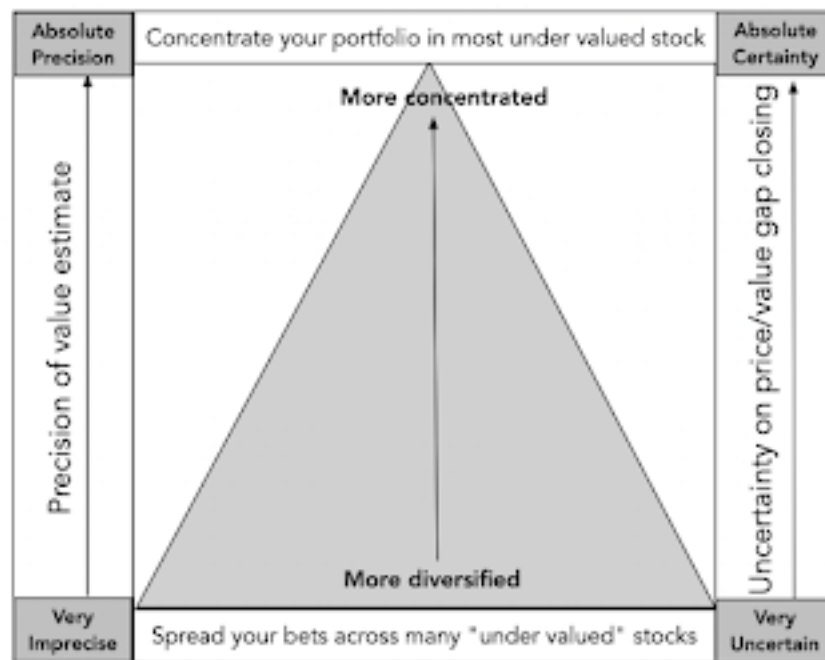 Absolute
Precision
Concentrate your portfolio in most under valued stock
Absolute
Certainty
More concentrated
Precision of value estimate
Uncertainty on price/value gap closing
More diversified
Very
Imprecise
Spread your bets across many "under valued" stocks
Very
Uncertain